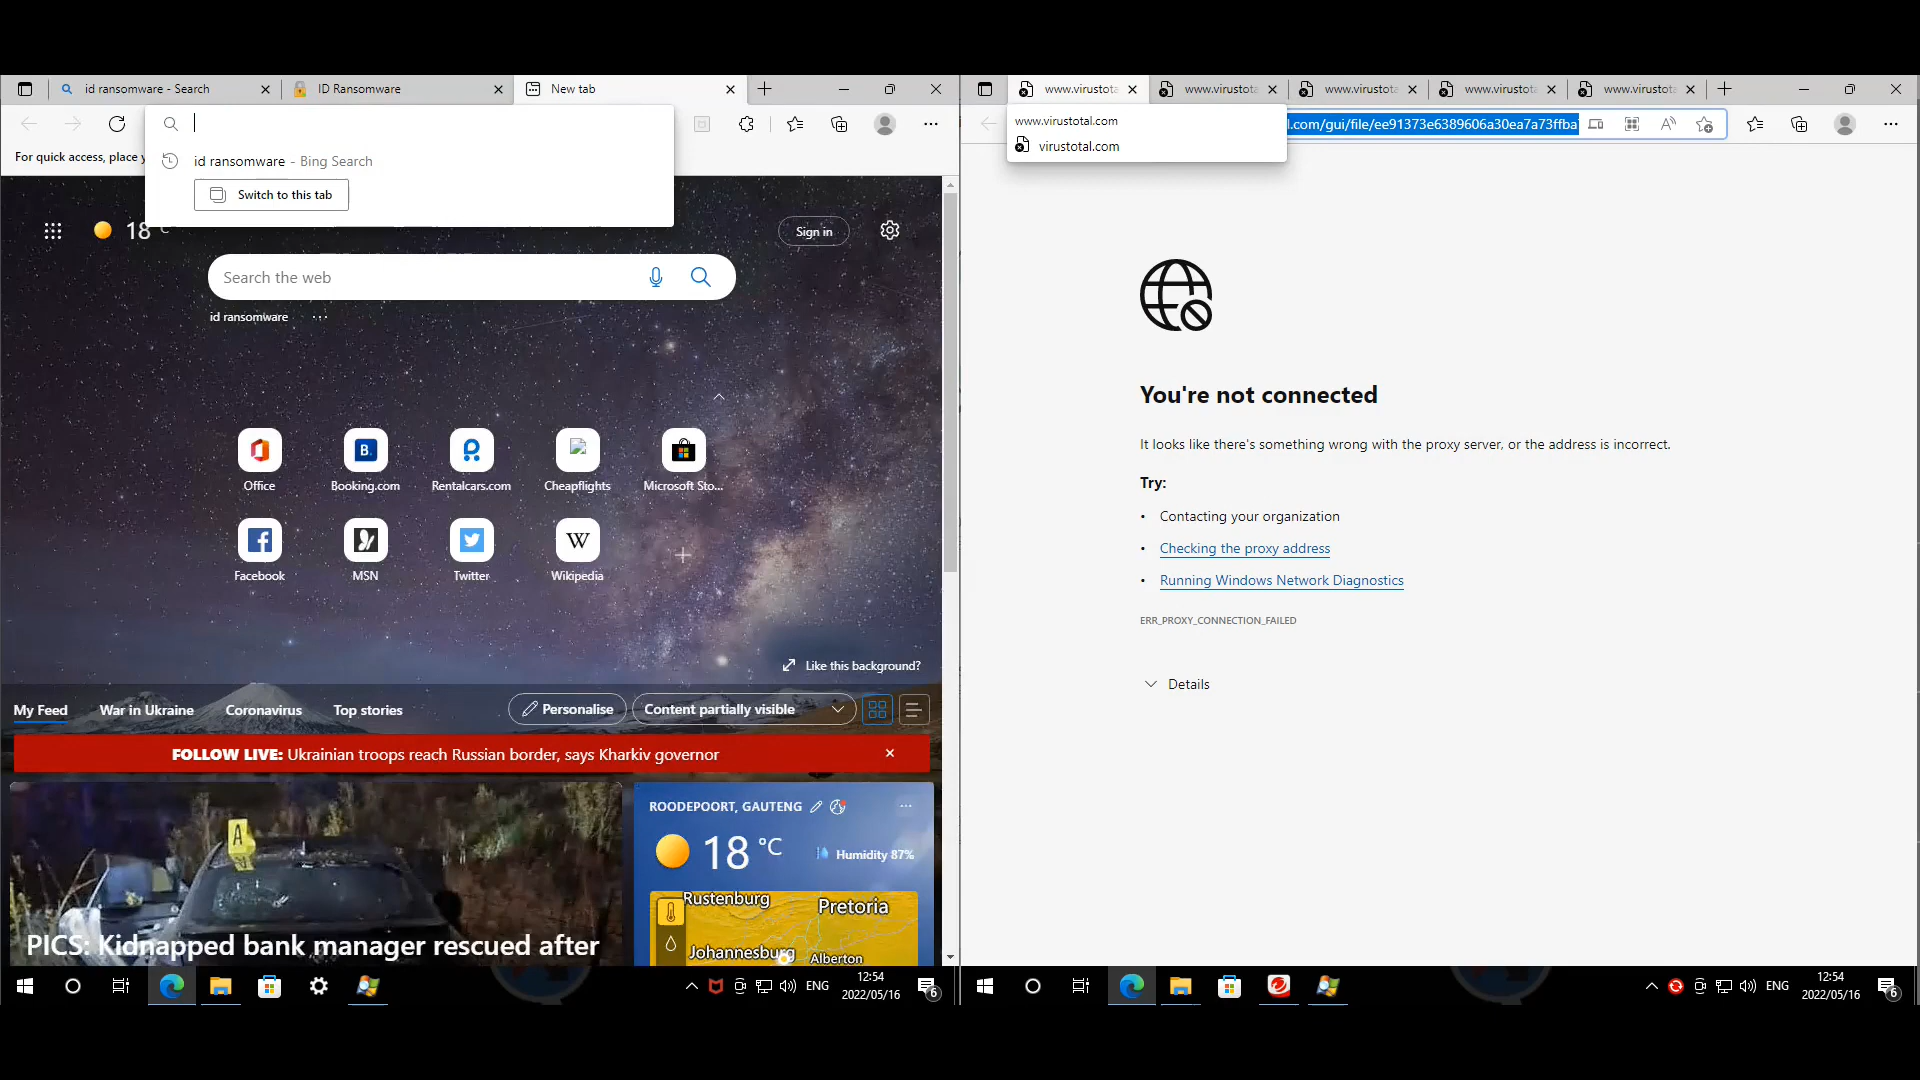 id ransomware - Search
ID Ransomware
New tab
id ransomware - Bing Search
Switch to this tab
For quick access, place y
18 °C
Sign in
Search the web
id ransomware
Office
Booking.com
Rentalcars.com
Cheapflights
Microsoft Sto...
Facebook
MSN
Twitter
Wikipedia
Like this background?
My Feed
War in Ukraine
Coronavirus
Top stories
Personalise
Content partially visible
FOLLOW LIVE: Ukrainian troops reach Russian border, says Kharkiv governor
A
PICS: Kidnapped bank manager rescued after
ROODEPOORT, GAUTENG
18 °C
Humidity 87%
Rustenburg
Pretoria
Johannesburg
Alberton
ENG
12:54
2022/05/16
6
www.virustota
www.virustota
www.virustota
www.virustota
www.virustota
www.virustotal.com
virustotal.com
l.com/gui/file/ee91373e6389606a30ea7a73ffba
You're not connected
It looks like there's something wrong with the proxy server, or the address is incorrect.
Try:
• Contacting your organization
• Checking the proxy address
• Running Windows Network Diagnostics
ERR_PROXY_CONNECTION_FAILED
Details
ENG
12:54
2022/05/16
6